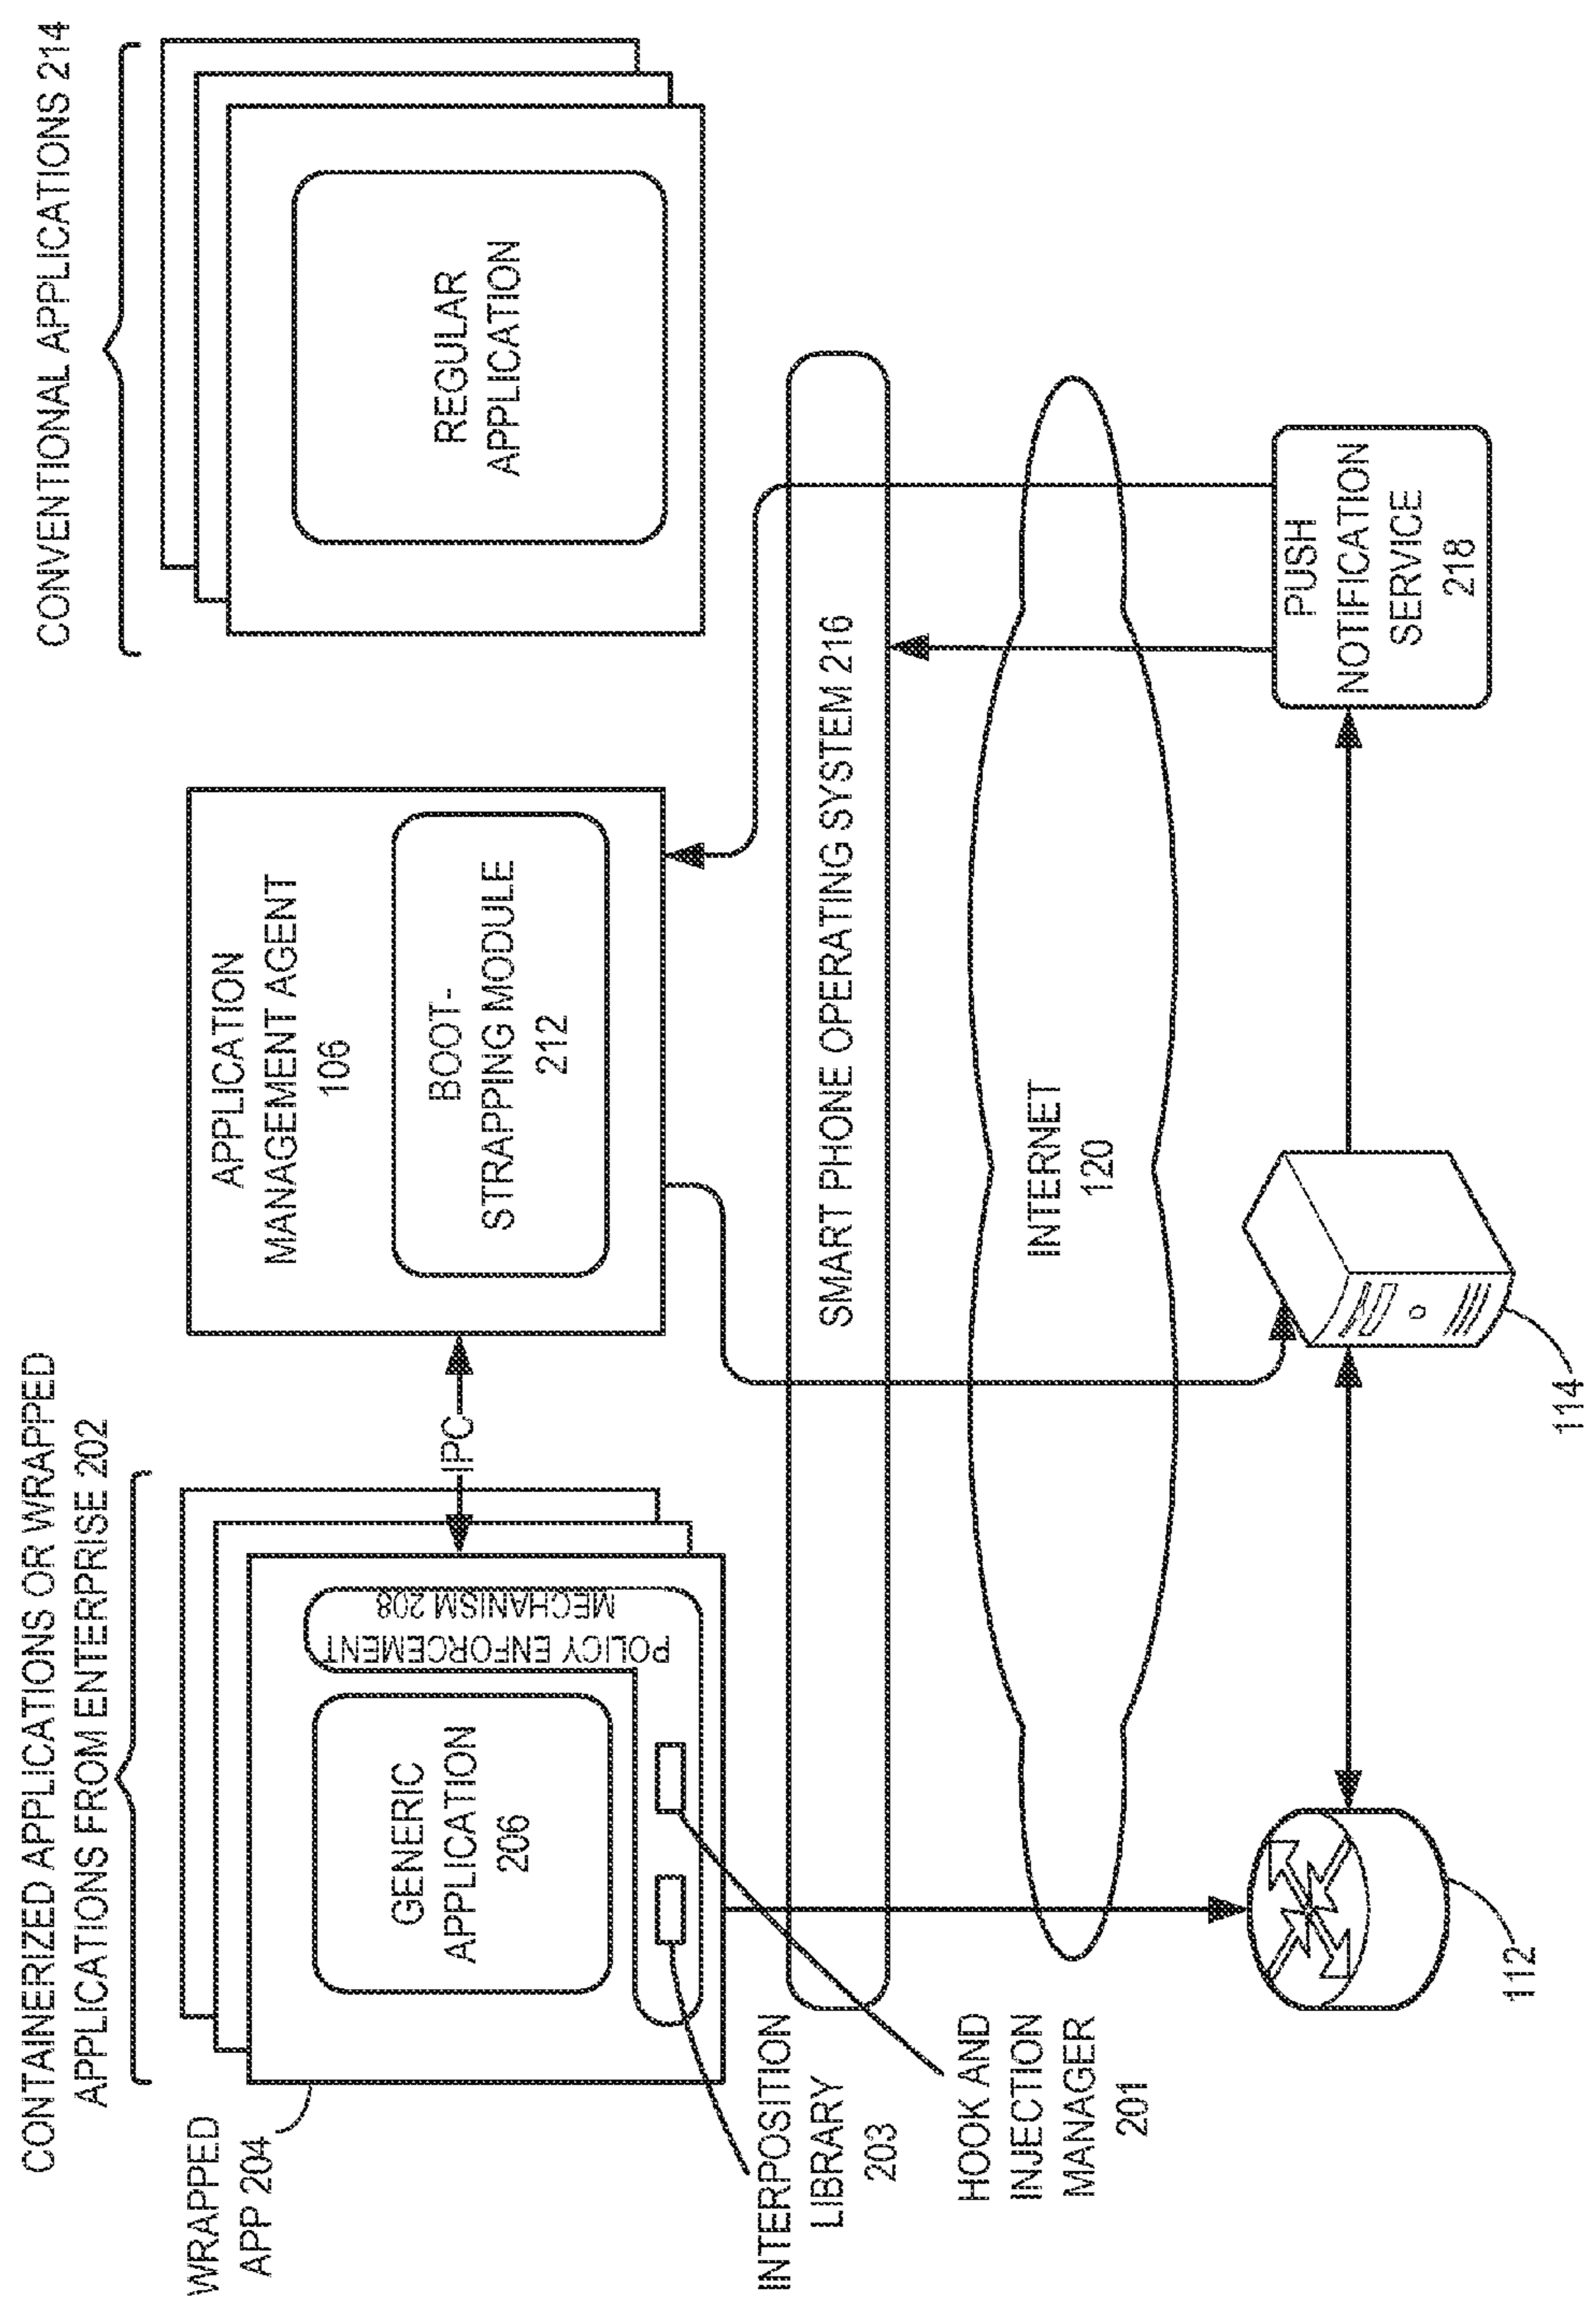 CONTAINERIZED APPLICATIONS OR WRAPPED
APPLICATIONS FROM ENTERPRISE 202
CONVENTIONAL APPLICATIONS 214
WRAPPED
APP 204
GENERIC
APPLICATION
206
POLICY ENFORCEMENT
MECHANISM 208
IPC
APPLICATION
MANAGEMENT AGENT
106
BOOT-
STRAPPING MODULE
212
REGULAR
APPLICATION
INTERPOSITION
LIBRARY
203
HOOK AND
INJECTION
MANAGER
201
SMART PHONE OPERATING SYSTEM 216
INTERNET
120
112
114
PUSH
NOTIFICATION
SERVICE
218